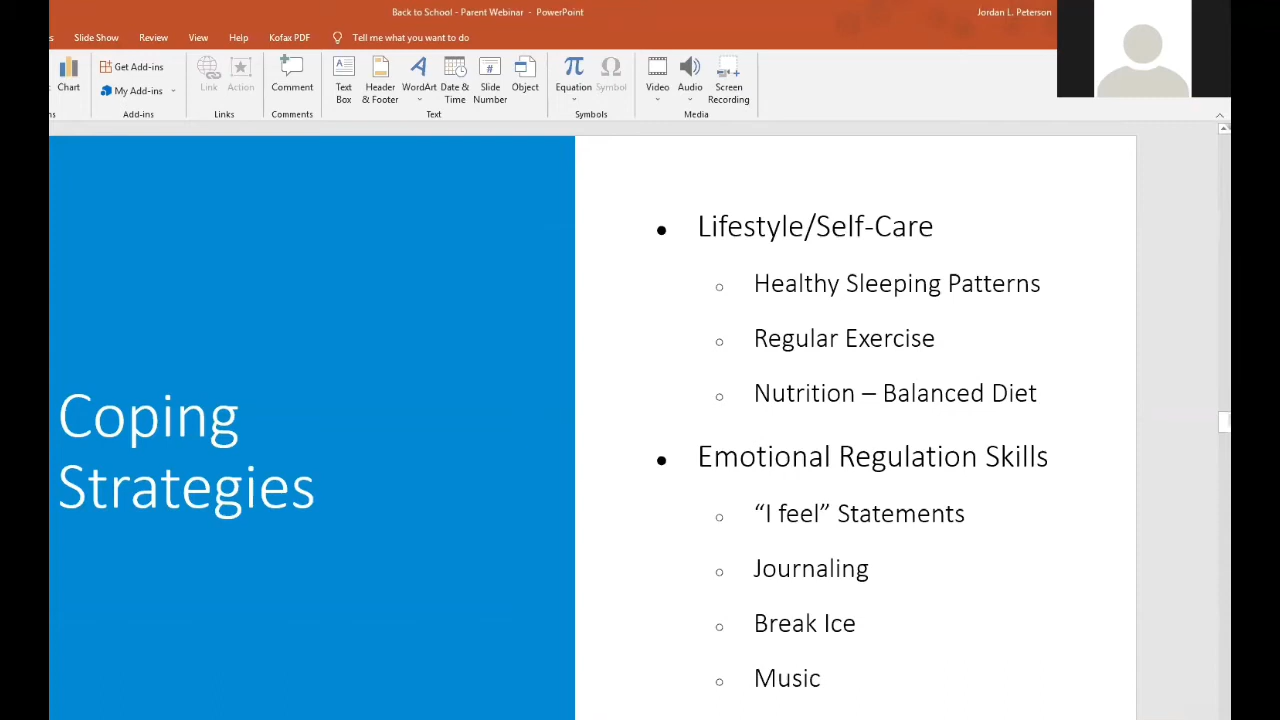 Back to School - Parent Webinar - PowerPoint
Jordan L. Peterson
Slide Show Review View Help Kofax PDF Tell me what you want to do
Chart
Get Add-ins
My Add-ins
Add-ins
Link
Action
Links
Comment
Comments
Text Box
Header & Footer
WordArt
Date & Time
Slide Number
Object
Text
Equation
Symbol
Symbols
Video
Audio
Screen Recording
Media
Coping
Strategies
• Lifestyle/Self-Care
○ Healthy Sleeping Patterns
○ Regular Exercise
○ Nutrition – Balanced Diet
• Emotional Regulation Skills
○ “I feel” Statements
○ Journaling
○ Break Ice
○ Music